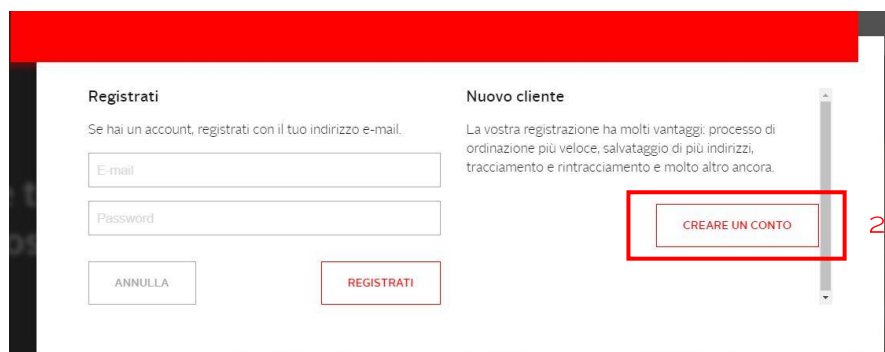 Registrati
Se hai un account, registrati con il tuo indirizzo e-mail.
E-mail
Password
ANNULLA
REGISTRATI
Nuovo cliente
La vostra registrazione ha molti vantaggi: processo di
ordinazione più veloce, salvataggio di più indirizzi,
tracciamento e rintracciamento e molto altro ancora.
CREARE UN CONTO
2